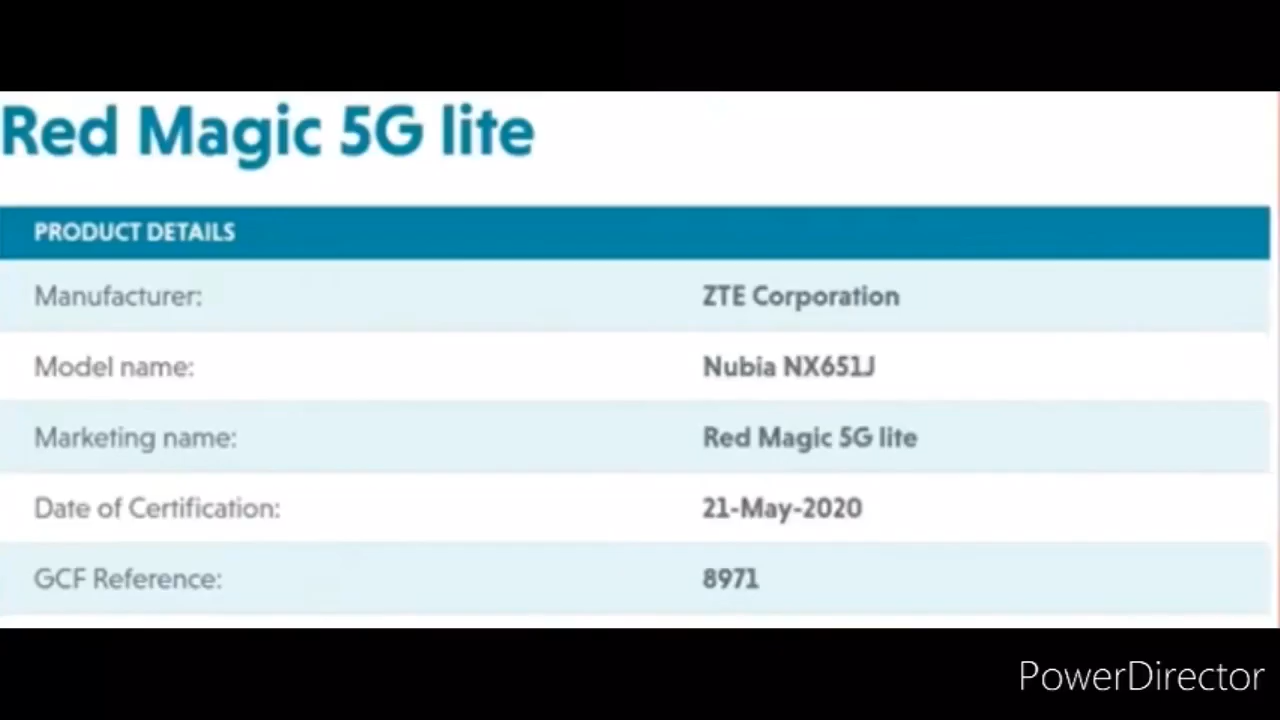 Red Magic 5G lite
PRODUCT DETAILS
Manufacturer: ZTE Corporation
Model name: Nubia NX651J
Marketing name: Red Magic 5G lite
Date of Certification: 21-May-2020
GCF Reference: 8971
PowerDirector